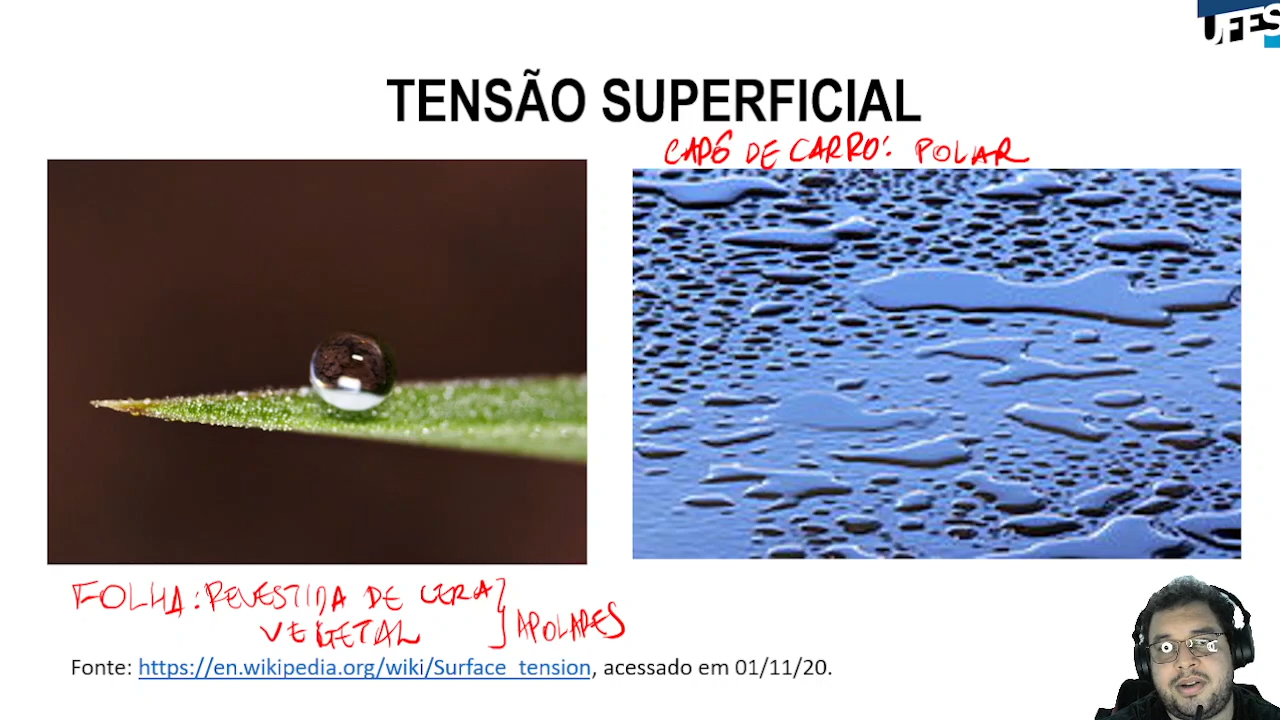 UFES
TENSÃO SUPERFICIAL
CAPÔ DE CARRO: POLAR
FOLHA: REVESTIDA DE CERA
VEGETAL } APOLARES
Fonte: https://en.wikipedia.org/wiki/Surface_tension, acessado em 01/11/20.